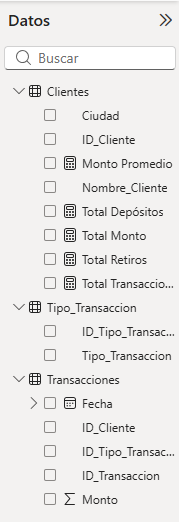 Datos
Buscar
Clientes
Ciudad
ID_Cliente
Monto Promedio
Nombre_Cliente
Total Depósitos
Total Monto
Total Retiros
Total Transaccio...
Tipo_Transaccion
ID_Tipo_Transac...
Tipo_Transaccion
Transacciones
Fecha
ID_Cliente
ID_Tipo_Transac...
ID_Transaccion
Monto